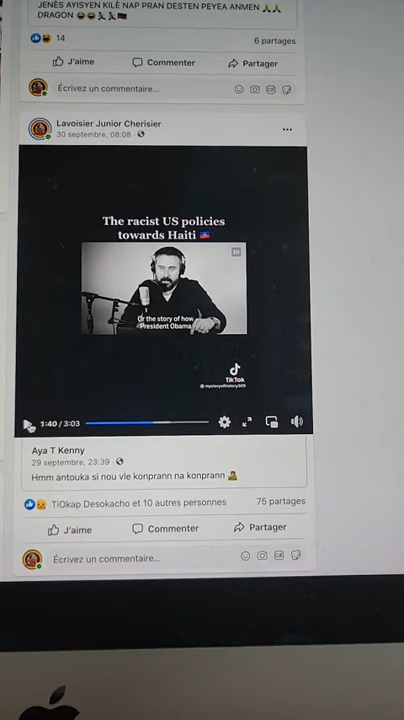 JENÈS AYISYEN KILÈ NAP PRAN DESTEN PEYEA ANMEN 🙏🙏
DRAGON 😂😂🇭🇹
14
6 partages
J'aime
Commenter
Partager
Écrivez un commentaire...
Lavoisier Junior Cherisier
30 septembre, 08:08
The racist US policies
towards Haiti 🇭🇹
Or the story of how
President Obama
TikTok
1:40 / 3:03
Aya T Kenny
29 septembre, 23:39
Hmm antouka si nou vle konprann na konprann
TiOkap Desokacho et 10 autres personnes
75 partages
J'aime
Commenter
Partager
Écrivez un commentaire...